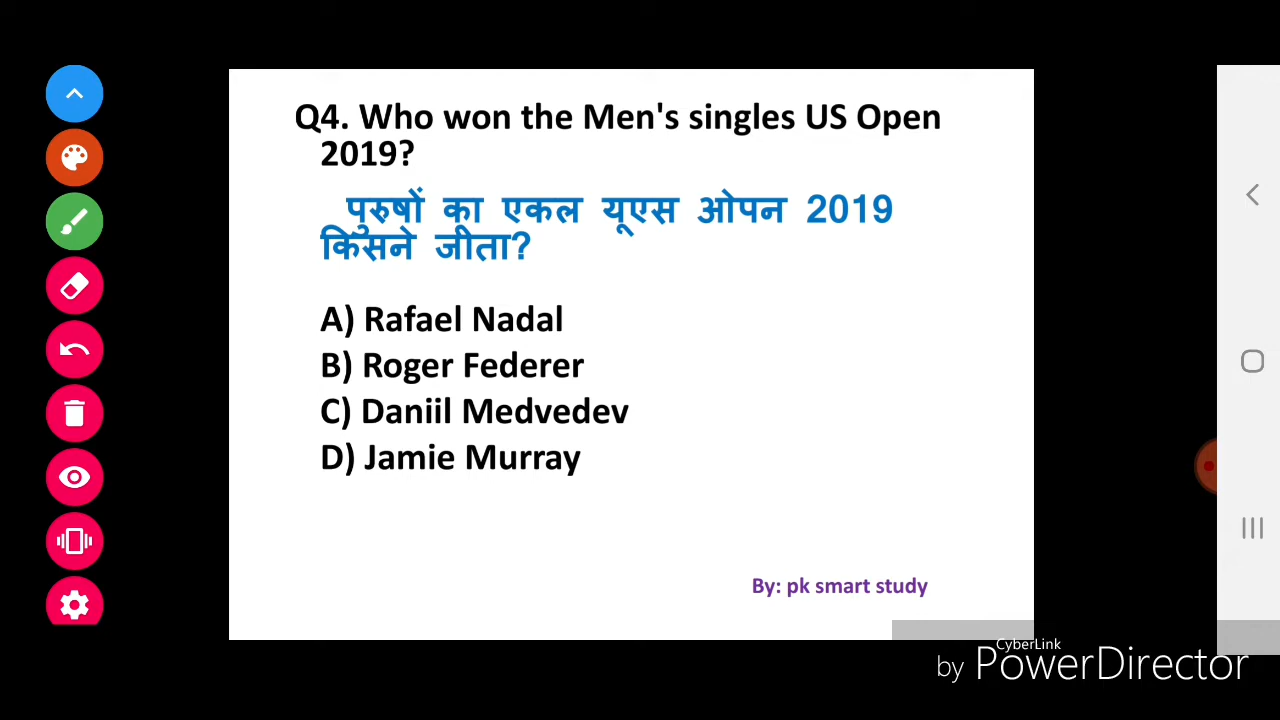 Q4. Who won the Men's singles US Open
2019?
पुरुषों का एकल यूएस ओपन 2019
किसने जीता?
A) Rafael Nadal
B) Roger Federer
C) Daniil Medvedev
D) Jamie Murray
By: pk smart study
CyberLink
by PowerDirector